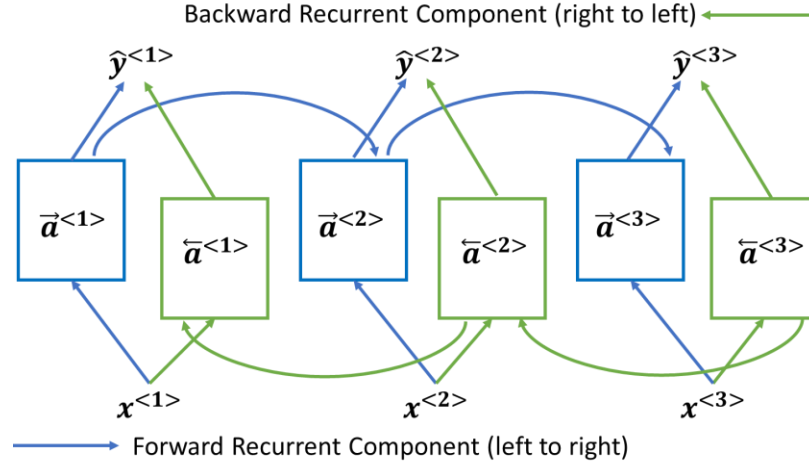 Backward Recurrent Component (right to left)
ŷ<1> ŷ<2> ŷ<3>
a⃗<1> a⃗<2> a⃗<3>
a⃖<1> a⃖<2> a⃖<3>
x<1> x<2> x<3>
Forward Recurrent Component (left to right)